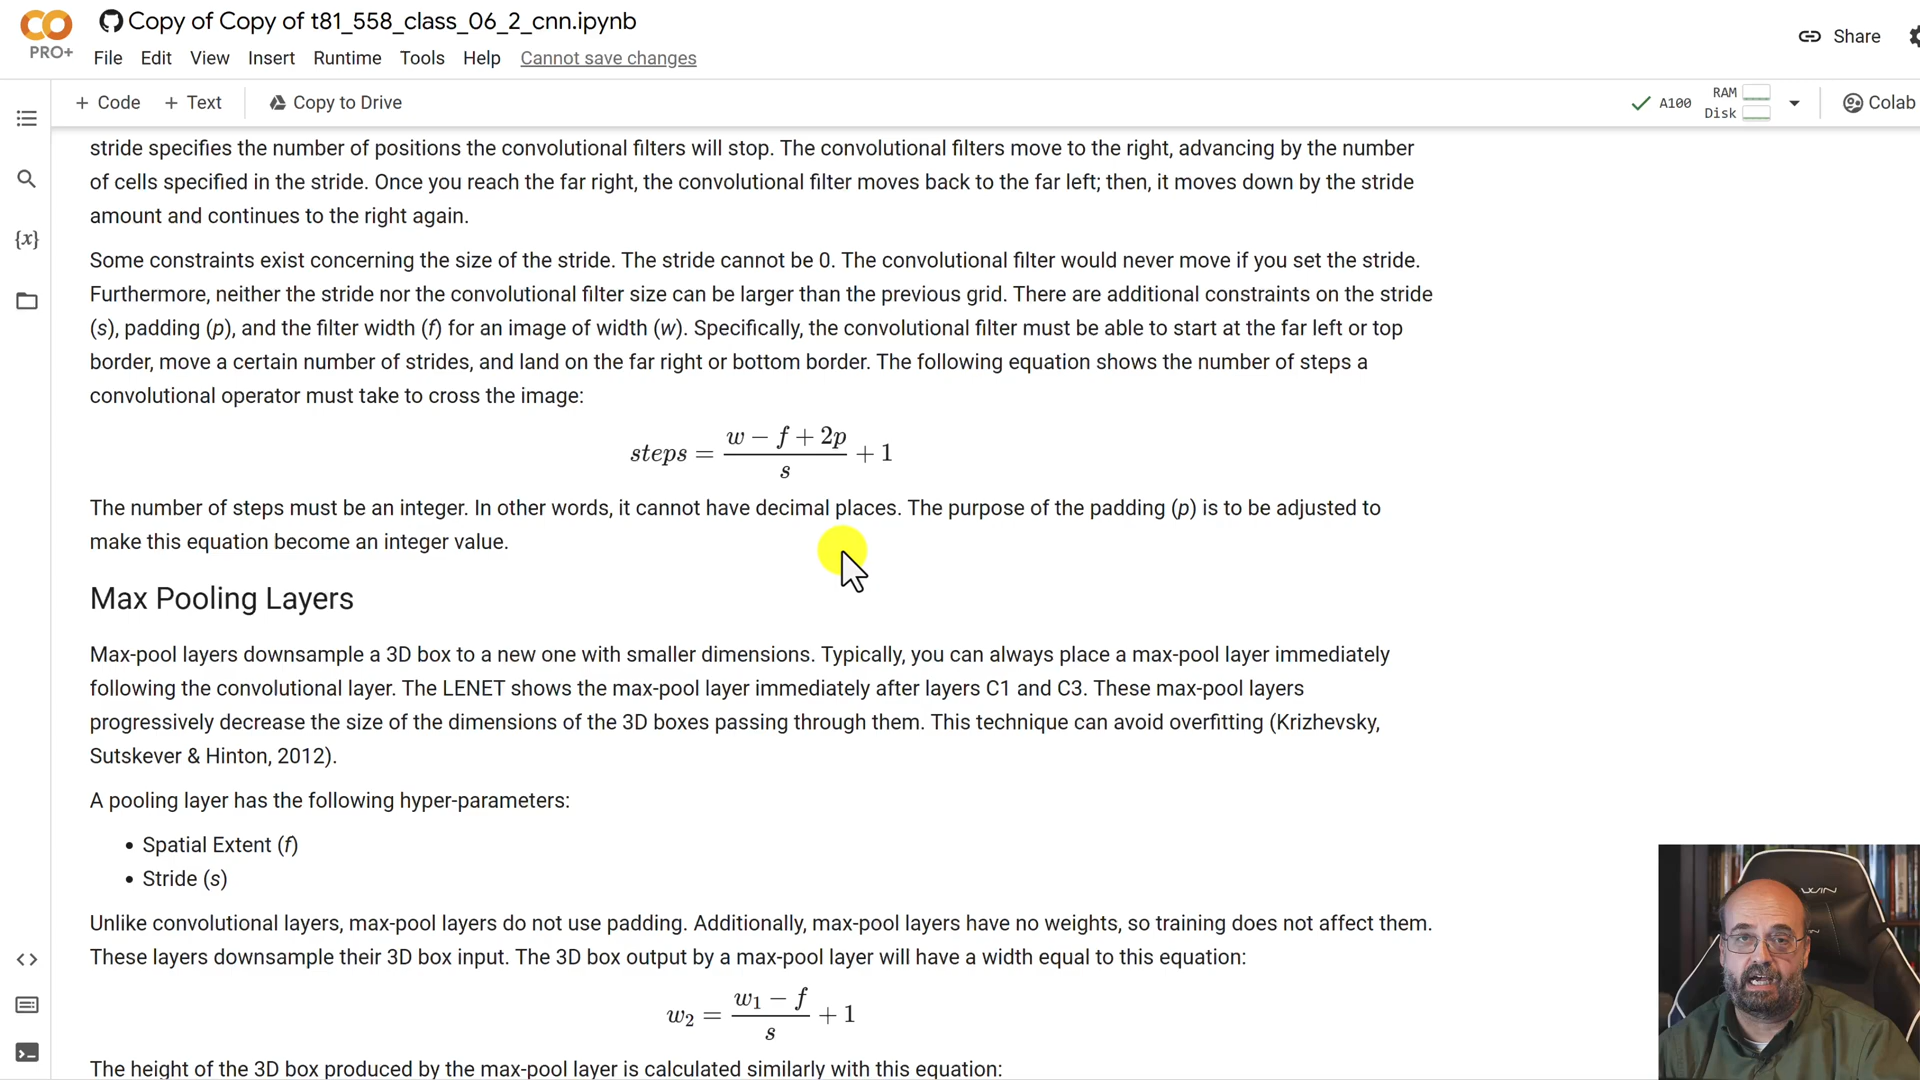 Copy of Copy of t81_558_class_06_2_cnn.ipynb
PRO+
File Edit View Insert Runtime Tools Help Cannot save changes
Share
+ Code + Text Copy to Drive
A100 RAM Disk Colab
stride specifies the number of positions the convolutional filters will stop. The convolutional filters move to the right, advancing by the number
of cells specified in the stride. Once you reach the far right, the convolutional filter moves back to the far left; then, it moves down by the stride
amount and continues to the right again.
{x}
Some constraints exist concerning the size of the stride. The stride cannot be 0. The convolutional filter would never move if you set the stride.
Furthermore, neither the stride nor the convolutional filter size can be larger than the previous grid. There are additional constraints on the stride
(s), padding (p), and the filter width (f) for an image of width (w). Specifically, the convolutional filter must be able to start at the far left or top
border, move a certain number of strides, and land on the far right or bottom border. The following equation shows the number of steps a
convolutional operator must take to cross the image:
steps = \frac{w − f + 2p}{s} + 1
The number of steps must be an integer. In other words, it cannot have decimal places. The purpose of the padding (p) is to be adjusted to
make this equation become an integer value.
Max Pooling Layers
Max-pool layers downsample a 3D box to a new one with smaller dimensions. Typically, you can always place a max-pool layer immediately
following the convolutional layer. The LENET shows the max-pool layer immediately after layers C1 and C3. These max-pool layers
progressively decrease the size of the dimensions of the 3D boxes passing through them. This technique can avoid overfitting (Krizhevsky,
Sutskever & Hinton, 2012).
A pooling layer has the following hyper-parameters:
• Spatial Extent (f)
• Stride (s)
Unlike convolutional layers, max-pool layers do not use padding. Additionally, max-pool layers have no weights, so training does not affect them.
These layers downsample their 3D box input. The 3D box output by a max-pool layer will have a width equal to this equation:
w₂ = \frac{w₁ − f}{s} + 1
The height of the 3D box produced by the max-pool layer is calculated similarly with this equation: